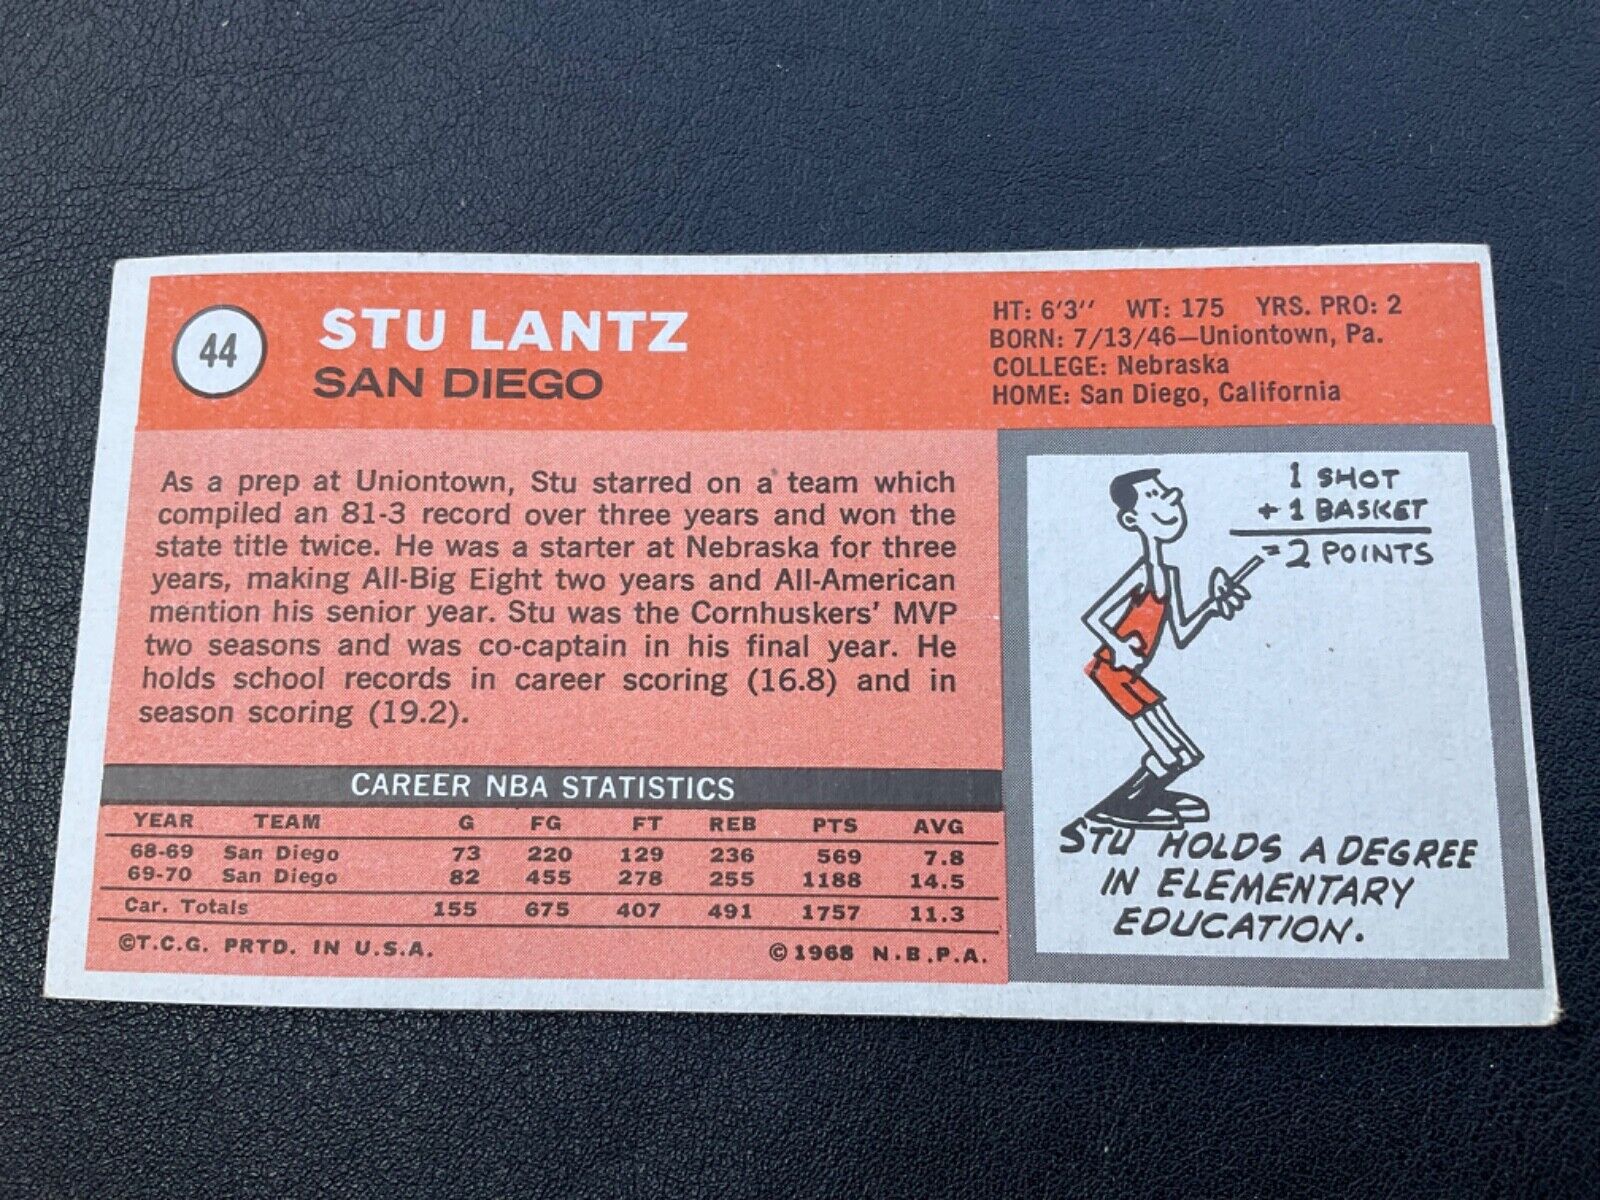 44
STU LANTZ
SAN DIEGO
HT: 6'3'' WT: 175 YRS. PRO: 2
BORN: 7/13/46—Uniontown, Pa.
COLLEGE: Nebraska
HOME: San Diego, California
As a prep at Uniontown, Stu starred on a team which
compiled an 81-3 record over three years and won the
state title twice. He was a starter at Nebraska for three
years, making All-Big Eight two years and All-American
mention his senior year. Stu was the Cornhuskers' MVP
two seasons and was co-captain in his final year. He
holds school records in career scoring (16.8) and in
season scoring (19.2).
CAREER NBA STATISTICS
YEAR TEAM G FG FT REB PTS AVG
68-69 San Diego 73 220 129 236 569 7.8
69-70 San Diego 82 455 278 255 1188 14.5
Car. Totals 155 675 407 491 1757 11.3
©T.C.G. PRTD. IN U.S.A. © 1968 N.B.P.A.
1 SHOT
+ 1 BASKET
= 2 POINTS
STU HOLDS A DEGREE
IN ELEMENTARY
EDUCATION.